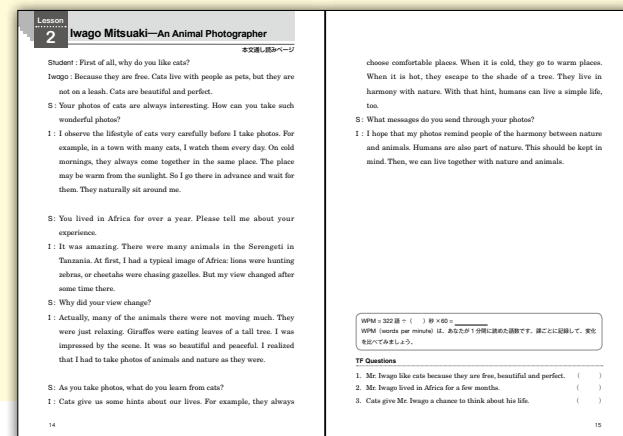 Lesson
2
Iwago Mitsuaki—An Animal Photographer
本文通し読みページ
Student : First of all, why do you like cats?
Iwago : Because they are free. Cats live with people as pets, but they are
not on a leash. Cats are beautiful and perfect.
S : Your photos of cats are always interesting. How can you take such
wonderful photos?
I : I observe the lifestyle of cats very carefully before I take photos. For
example, in a town with many cats, I watch them every day. On cold
mornings, they always come together in the same place. The place
may be warm from the sunlight. So I go there in advance and wait for
them. They naturally sit around me.
S : You lived in Africa for over a year. Please tell me about your
experience.
I : It was amazing. There were many animals in the Serengeti in
Tanzania. At first, I had a typical image of Africa: lions were hunting
zebras, or cheetahs were chasing gazelles. But my view changed after
some time there.
S : Why did your view change?
I : Actually, many of the animals there were not moving much. They
were just relaxing. Giraffes were eating leaves of a tall tree. I was
impressed by the scene. It was so beautiful and peaceful. I realized
that I had to take photos of animals and nature as they were.
S : As you take photos, what do you learn from cats?
I : Cats give us some hints about our lives. For example, they always
14
choose comfortable places. When it is cold, they go to warm places.
When it is hot, they escape to the shade of a tree. They live in
harmony with nature. With that hint, humans can live a simple life,
too.
S : What messages do you send through your photos?
I : I hope that my photos remind people of the harmony between nature
and animals. Humans are also part of nature. This should be kept in
mind. Then, we can live together with nature and animals.
WPM = 322 語 ÷ (　　) 秒 ×60 =
WPM（words per minute）は、あなたが 1 分間に読めた語数です。課ごとに記録して、変化
を比べてみましょう。
TF Questions
1. Mr. Iwago like cats because they are free, beautiful and perfect. (　　)
2. Mr. Iwago lived in Africa for a few months. (　　)
3. Cats give Mr. Iwago a chance to think about his life. (　　)
15